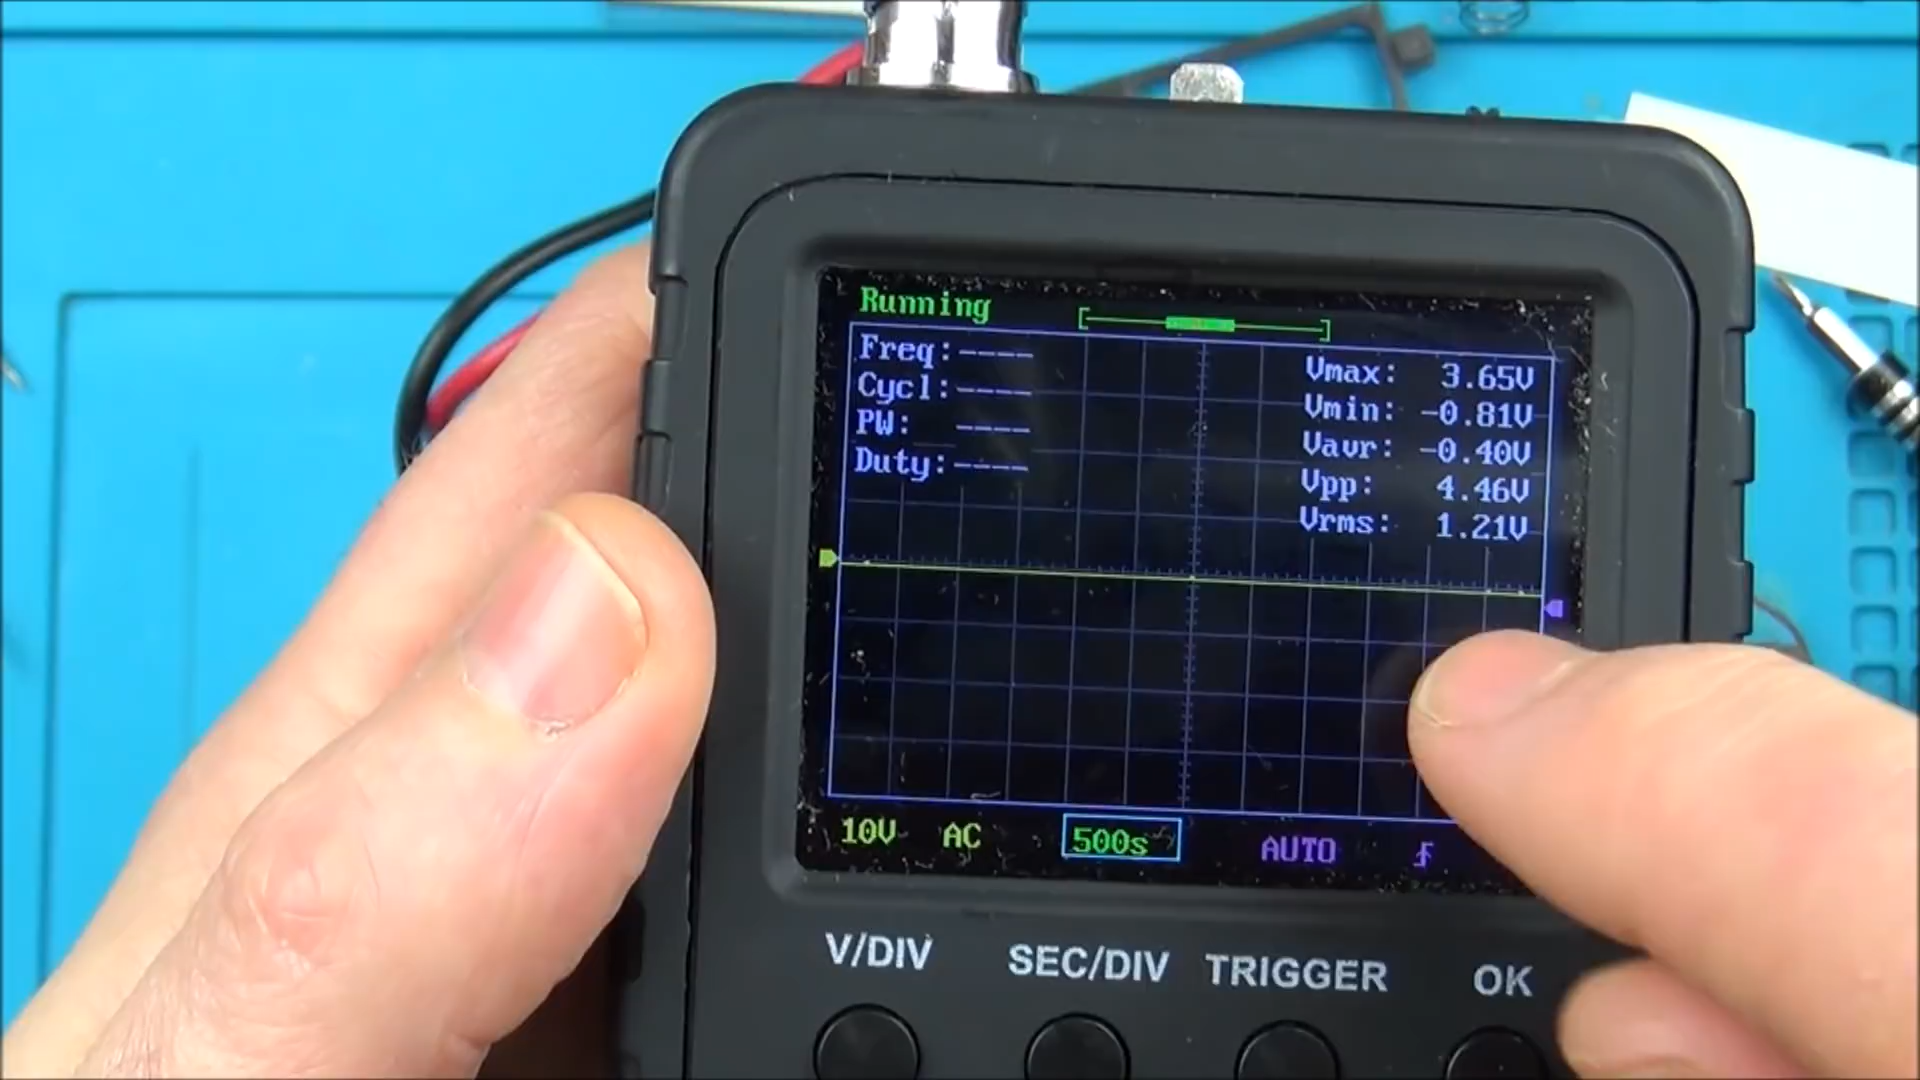 Running
Freq:---- Vmax: 3.65V
Cycl:---- Vmin: -0.81V
PW: ---- Vavr: -0.40V
Duty:---- Vpp: 4.46V
Vrms: 1.21V
10V AC 500s AUTO
V/DIV SEC/DIV TRIGGER OK